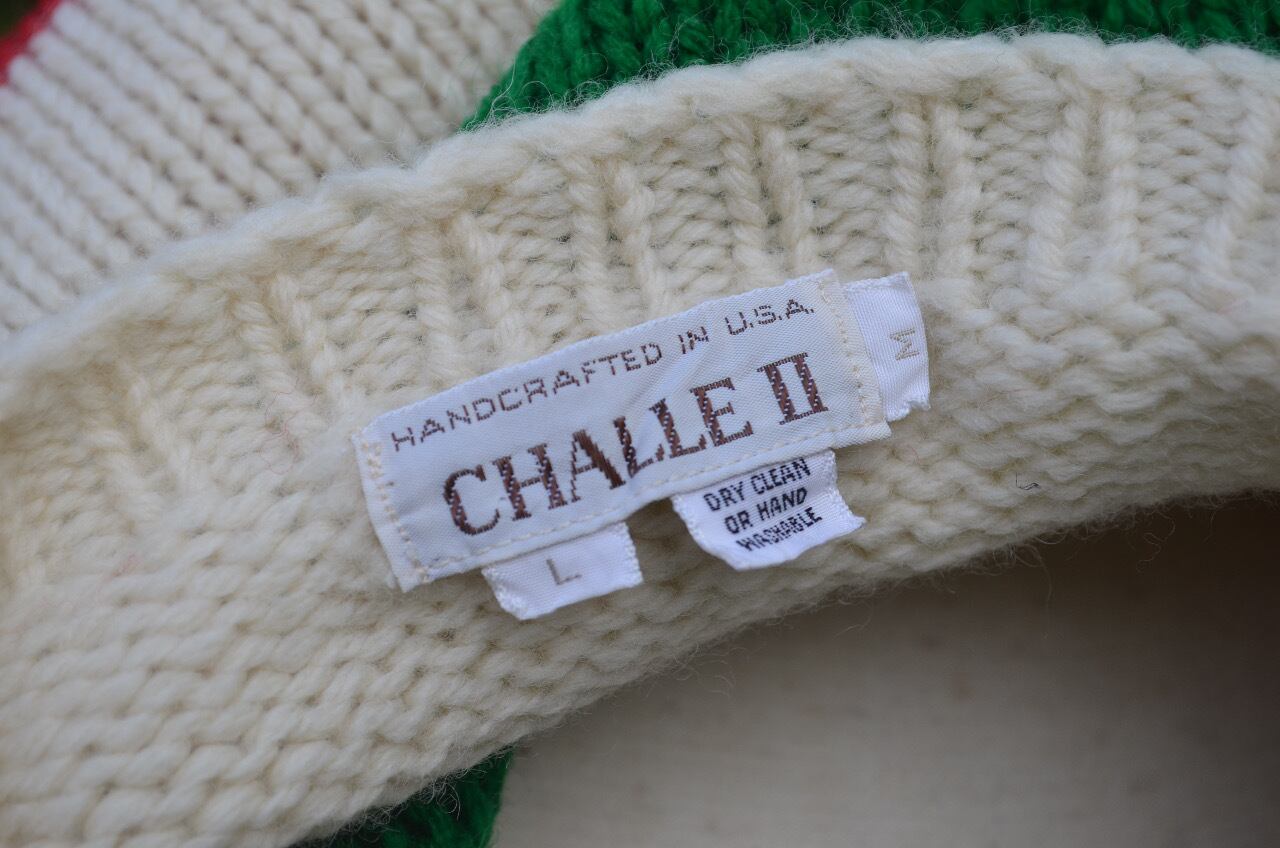 HANDCRAFTED IN U.S.A.
CHALLE II
M
L
DRY CLEAN
OR HAND
WASHABLE